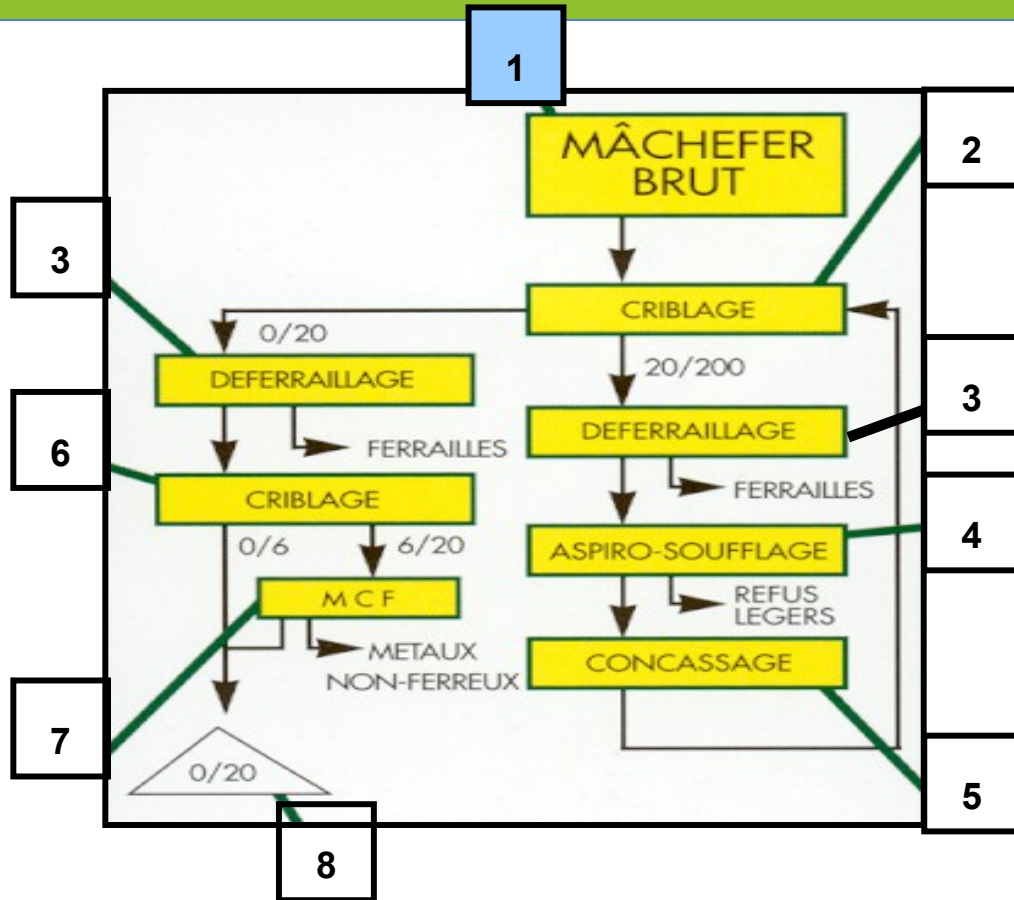 1
MÂCHEFER
BRUT
2
3
CRIBLAGE
0/20
20/200
DEFERRAILLAGE
DEFERRAILLAGE
3
6
FERRAILLES
FERRAILLES
CRIBLAGE
0/6
6/20
ASPIRO-SOUFFLAGE
4
M C F
REFUS
LEGERS
METAUX
NON-FERREUX
CONCASSAGE
7
0/20
5
8